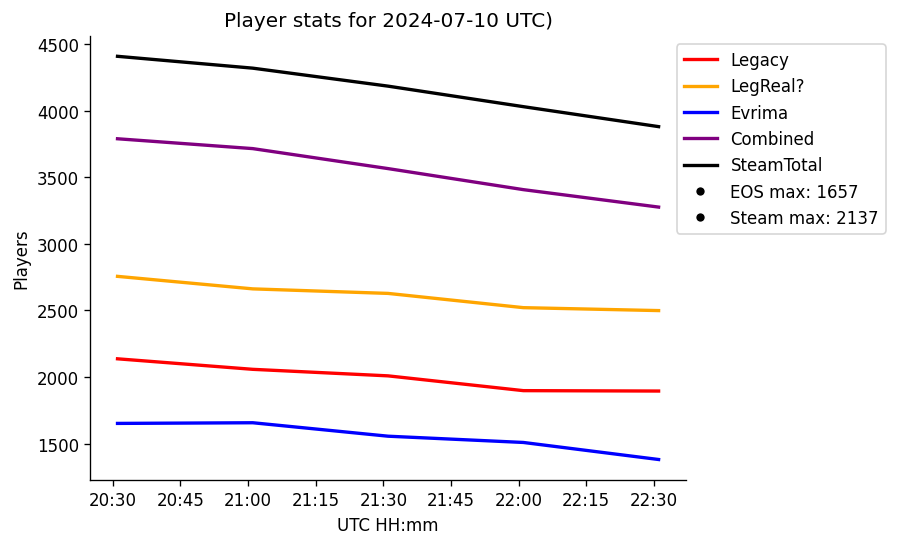 Player stats for 2024-07-10 UTC)
4500
4000
3500
3000
2500
2000
1500
Players
20:30 20:45 21:00 21:15 21:30 21:45 22:00 22:15 22:30
UTC HH:mm
Legacy
LegReal?
Evrima
Combined
SteamTotal
EOS max: 1657
Steam max: 2137